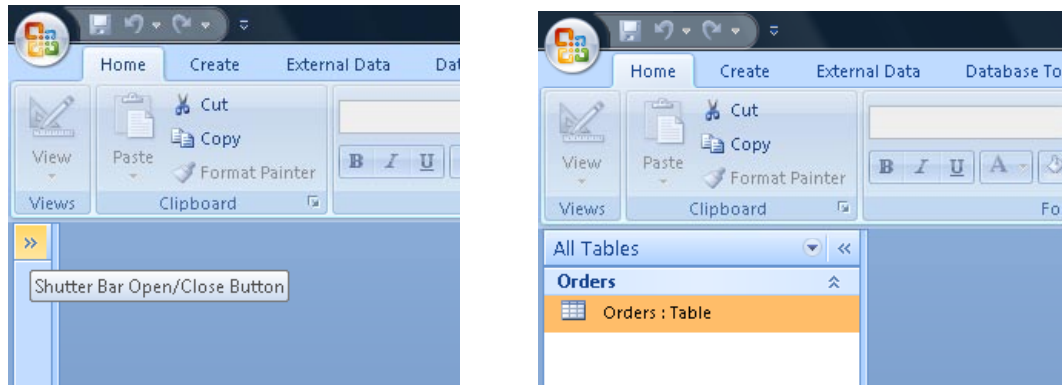 Home Create External Data Dat
Cut
Copy
View Paste Format Painter B I U
Views Clipboard
»
Shutter Bar Open/Close Button
Home Create External Data Database To
Cut
Copy
View Paste Format Painter B I U A
Views Clipboard Fo
All Tables «
Orders
Orders : Table